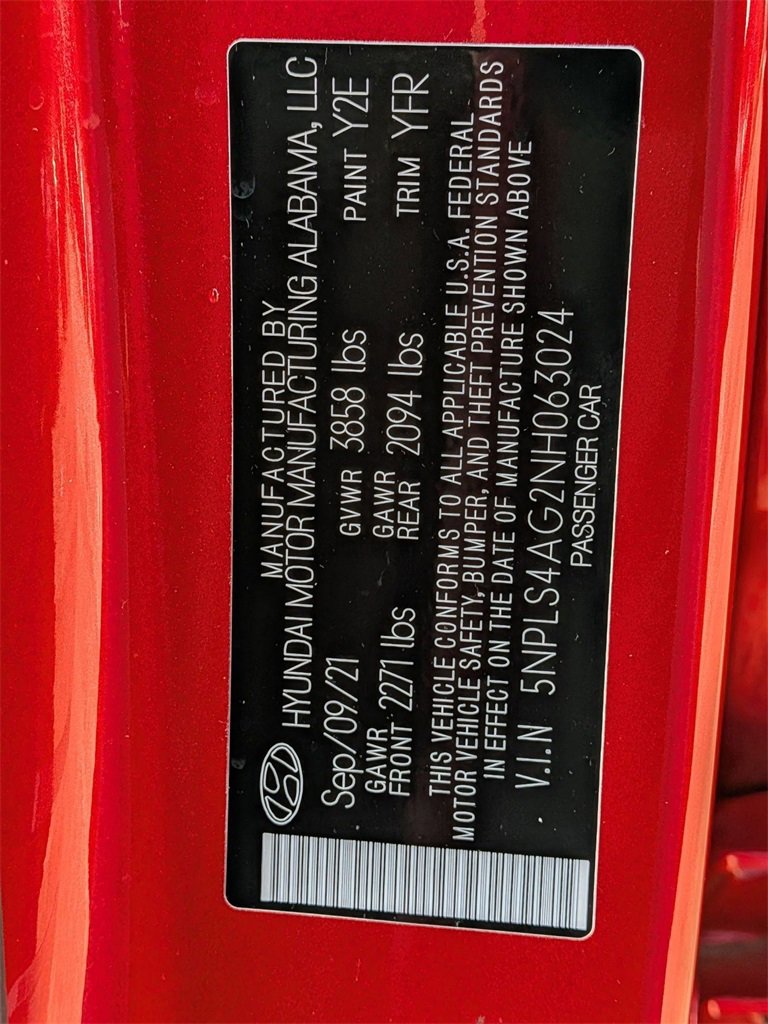 MANUFACTURED BY
HYUNDAI MOTOR MANUFACTURING ALABAMA, LLC
Sep/09/21 GVWR 3858 lbs PAINT Y2E
GAWR FRONT 2271 lbs GAWR REAR 2094 lbs TRIM YFR
THIS VEHICLE CONFORMS TO ALL APPLICABLE U.S.A. FEDERAL
MOTOR VEHICLE SAFETY, BUMPER, AND THEFT PREVENTION STANDARDS
IN EFFECT ON THE DATE OF MANUFACTURE SHOWN ABOVE
V.I.N 5NPLS4AG2NH063024
PASSENGER CAR